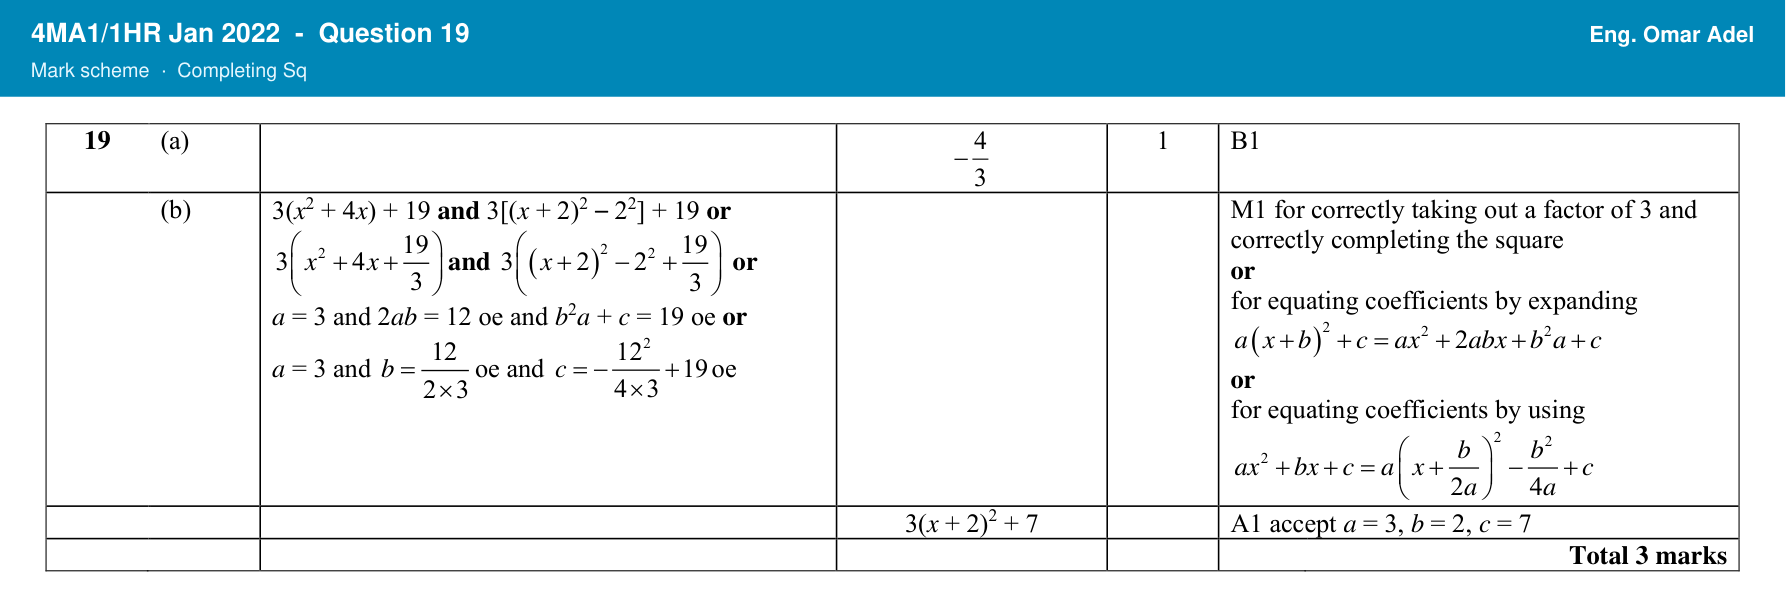 4MA1/1HR Jan 2022 - Question 19
Eng. Omar Adel
Mark scheme · Completing Sq
19 (a) −4/3 1 B1
(b) 3(x² + 4x) + 19 and 3[(x + 2)² – 2²] + 19 or
3(x² + 4x + 19/3) and 3((x + 2)² − 2² + 19/3) or
a = 3 and 2ab = 12 oe and b²a + c = 19 oe or
a = 3 and b = 12/(2×3) oe and c = −12²/(4×3) + 19 oe
M1 for correctly taking out a factor of 3 and
correctly completing the square
or
for equating coefficients by expanding
a(x + b)² + c = ax² + 2abx + b²a + c
or
for equating coefficients by using
ax² + bx + c = a(x + b/2a)² − b²/4a + c
3(x + 2)² + 7 A1 accept a = 3, b = 2, c = 7
Total 3 marks